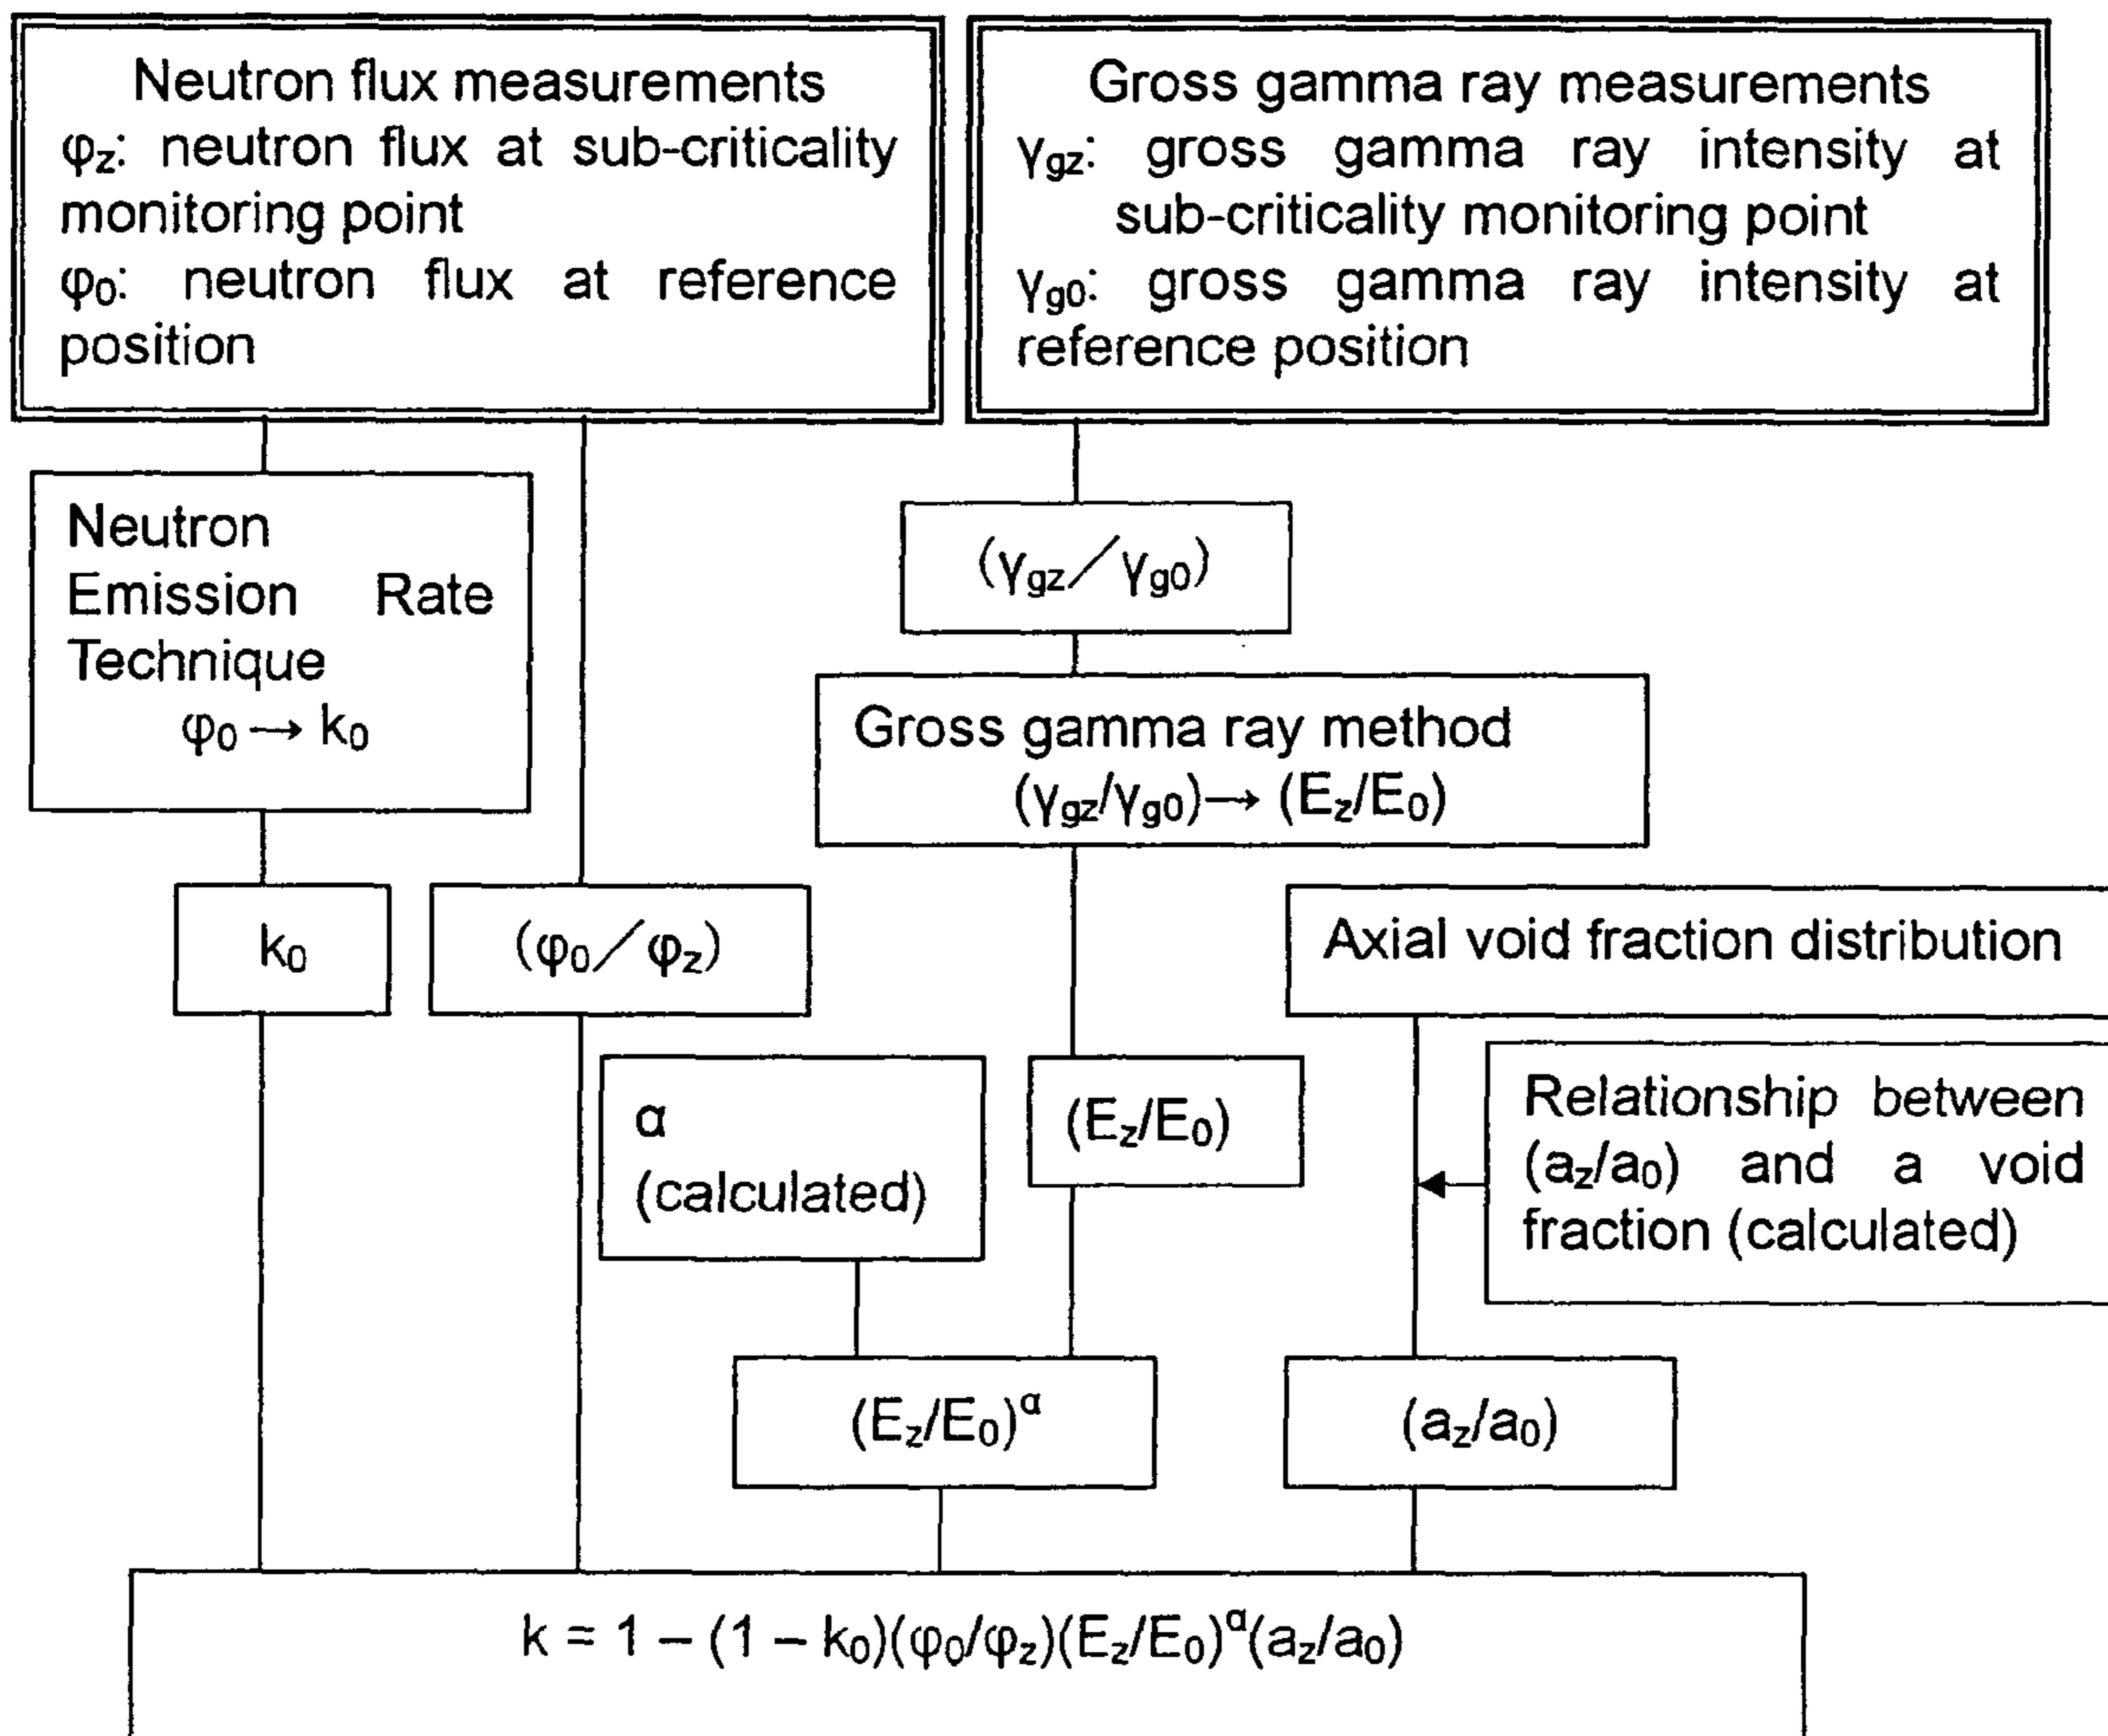 Neutron flux measurements
φz: neutron flux at sub-criticality
monitoring point
φ0: neutron flux at reference
position
Gross gamma ray measurements
γgz: gross gamma ray intensity at
sub-criticality monitoring point
γg0: gross gamma ray intensity at
reference position
Neutron
Emission Rate
Technique
φ0 → k0
(γgz／γg0)
Gross gamma ray method
(γgz/γg0)→ (Ez/E0)
k0
(φ0／φz)
Axial void fraction distribution
α
(calculated)
(Ez/E0)
Relationship between
(az/a0) and a void
fraction (calculated)
(Ez/E0)^α
(az/a0)
k = 1 – (1 – k0)(φ0/φz)(Ez/E0)^α(az/a0)